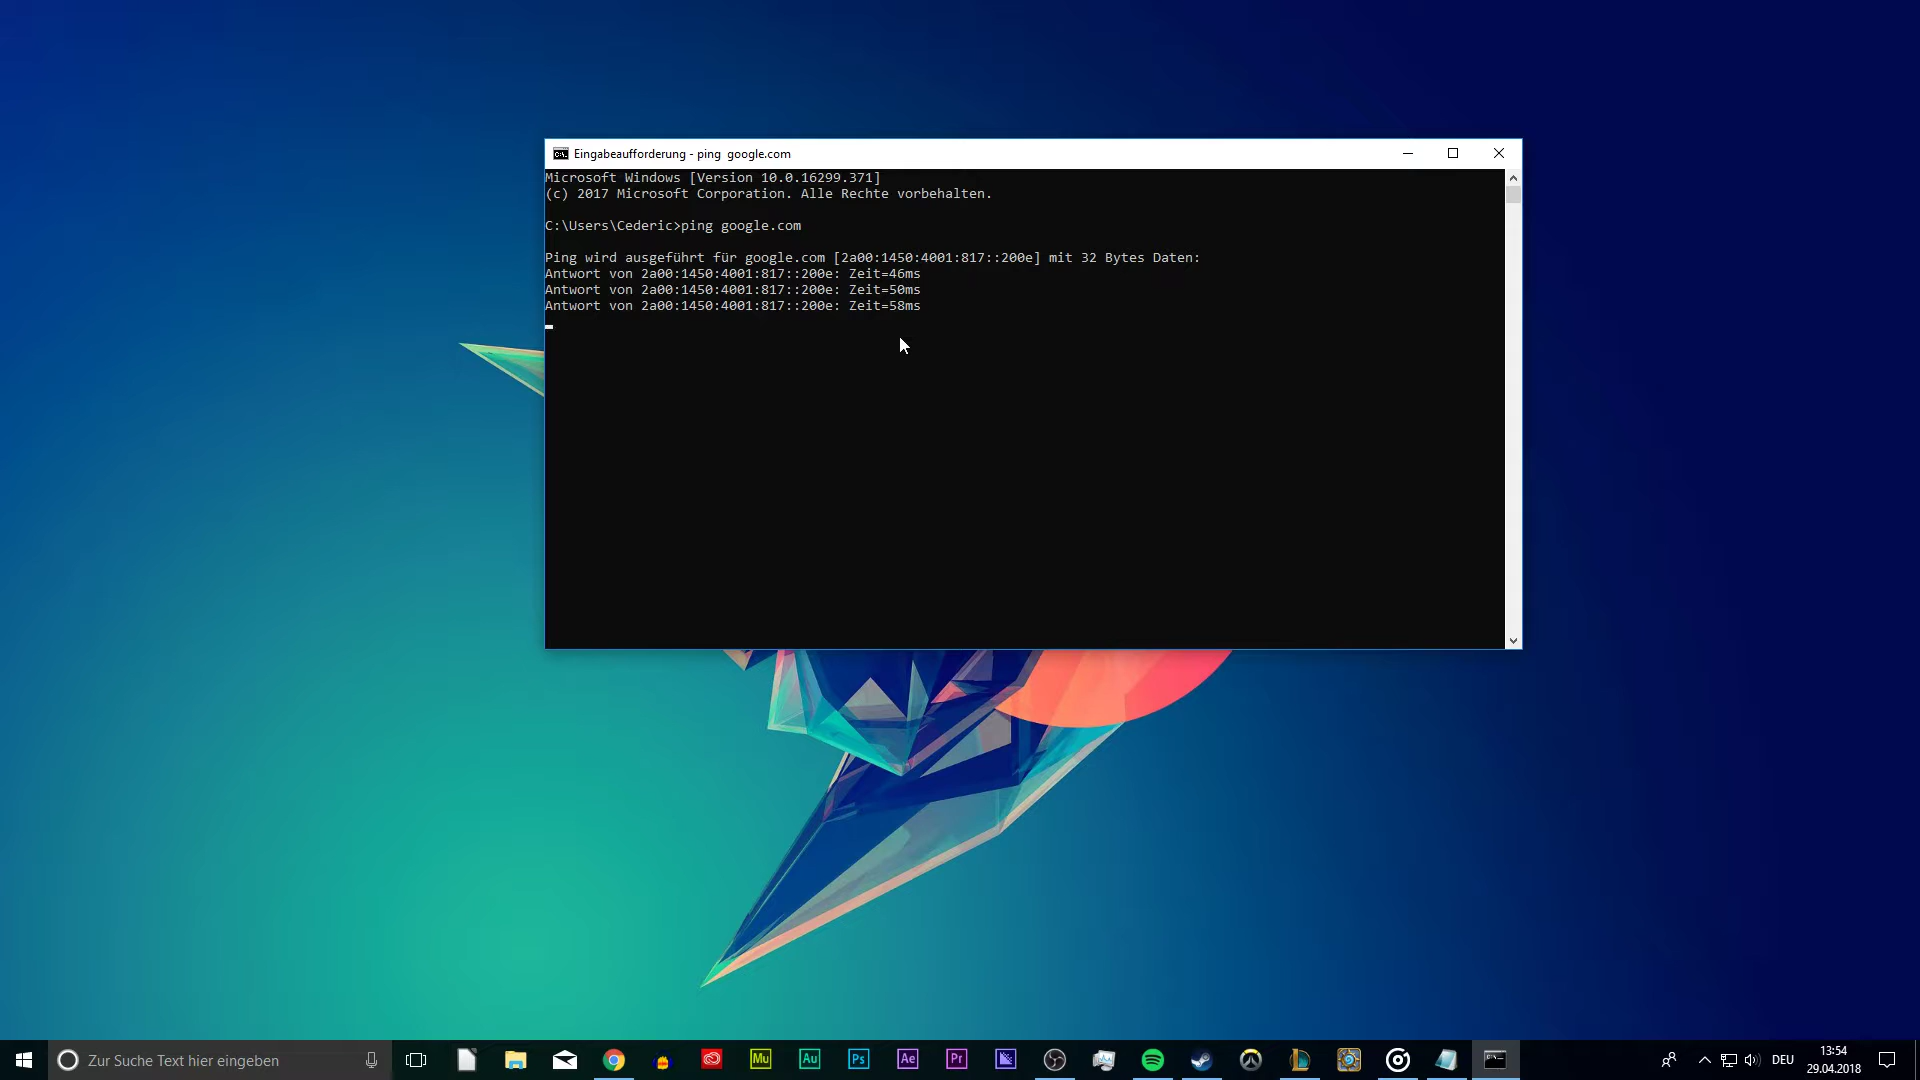 Eingabeaufforderung - ping  google.com
Microsoft Windows [Version 10.0.16299.371]
(c) 2017 Microsoft Corporation. Alle Rechte vorbehalten.
C:\Users\Cederic>ping google.com
Ping wird ausgeführt für google.com [2a00:1450:4001:817::200e] mit 32 Bytes Daten:
Antwort von 2a00:1450:4001:817::200e: Zeit=46ms
Antwort von 2a00:1450:4001:817::200e: Zeit=50ms
Antwort von 2a00:1450:4001:817::200e: Zeit=58ms
Zur Suche Text hier eingeben
Mu
Au
Ps
Ae
Pr
DEU
13:54
29.04.2018